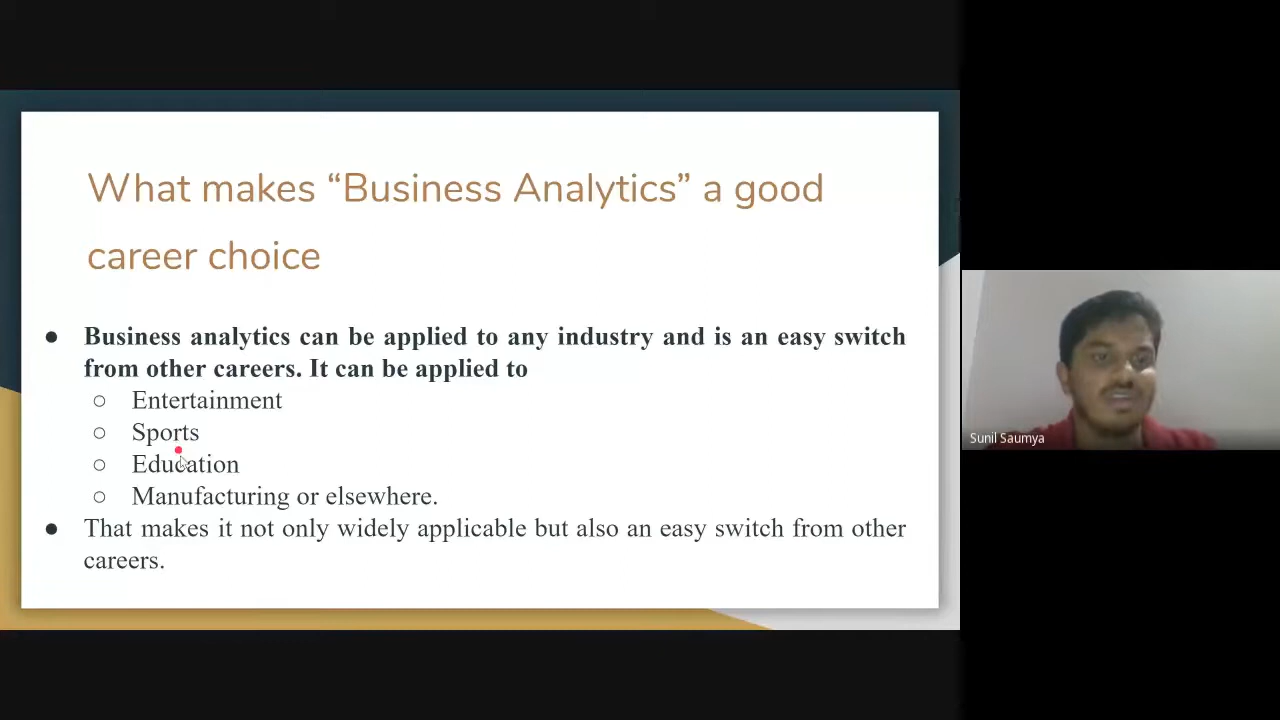 What makes “Business Analytics” a good
career choice
● Business analytics can be applied to any industry and is an easy switch
from other careers. It can be applied to
○ Entertainment
○ Sports
○ Education
○ Manufacturing or elsewhere.
● That makes it not only widely applicable but also an easy switch from other
careers.
Sunil Saumya